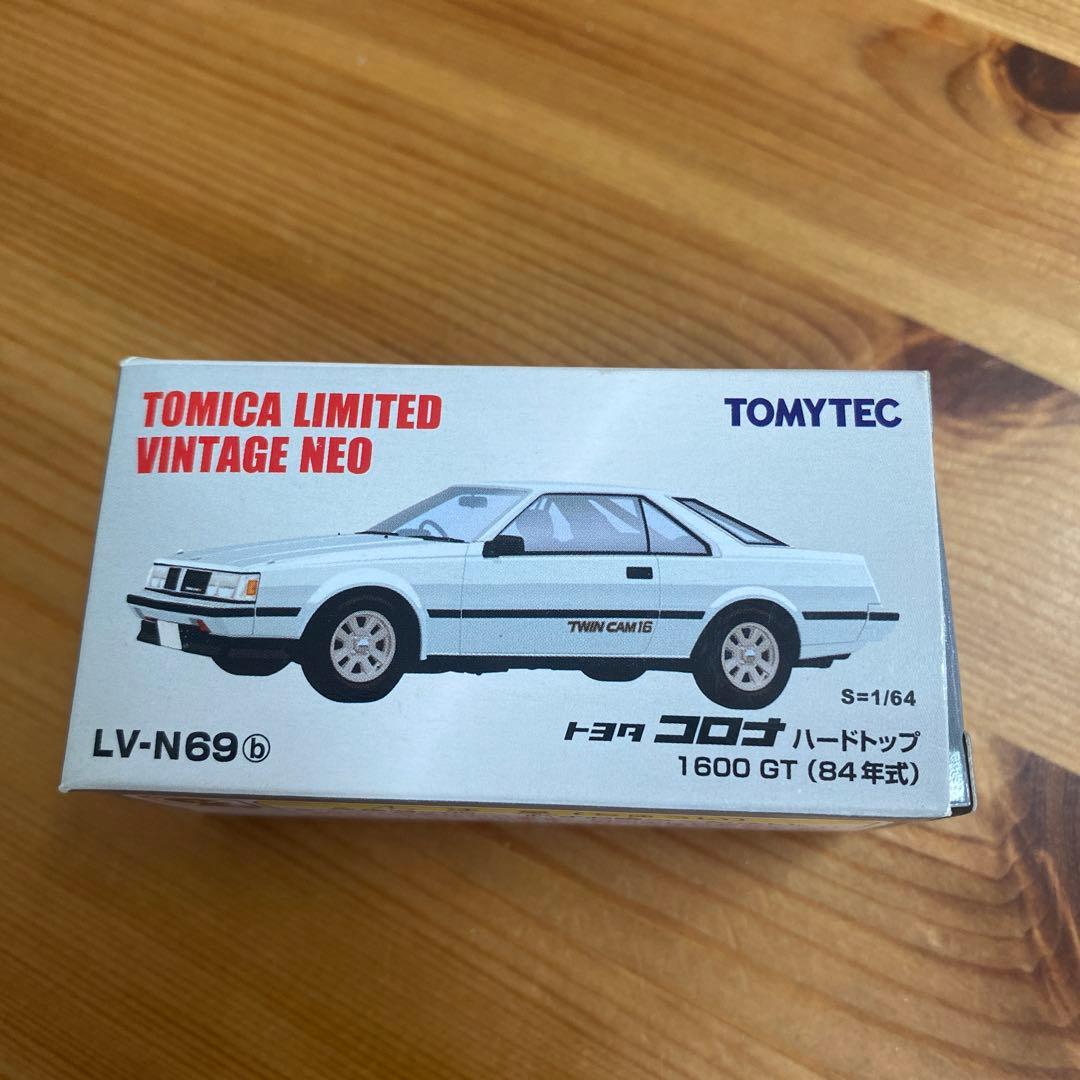 TOMICA LIMITED
VINTAGE NEO
TOMYTEC
TWIN CAM 16
S=1/64
LV-N69ⓑ
トヨタ コロナ ハードトップ
1600 GT (84年式)